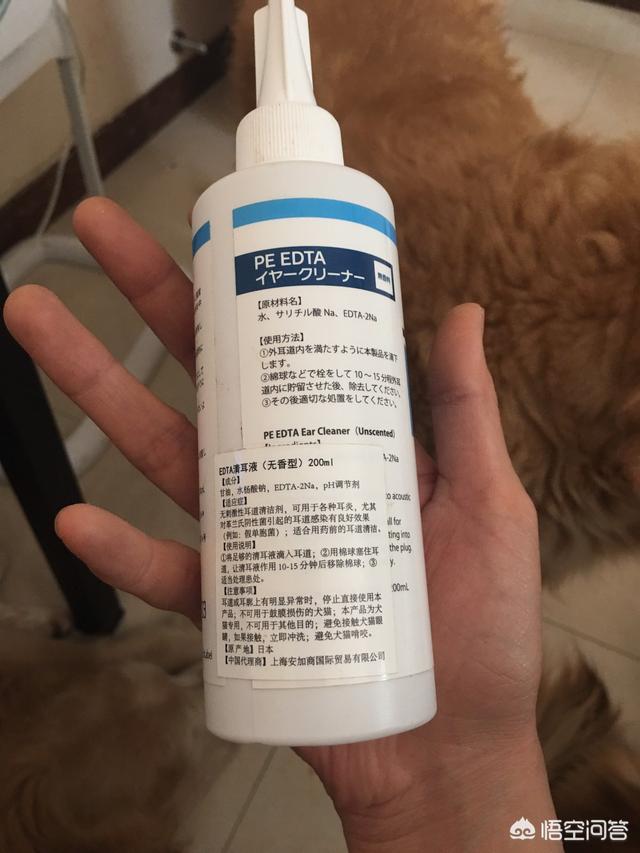 PE EDTA
イヤークリーナー
無香料
【原材料名】
水、サリチル酸 Na、EDTA-2Na
【使用方法】
①外耳道内を満たすように本製品を滴下
します。
②綿球などで栓をして 10～15分程外耳
道内に貯留させた後、除去してください。
③その後適切な処置をしてください。
PE EDTA Ear Cleaner（Unscented）
EDTA清耳液（无香型）200ml
【成分】
甘油，水杨酸钠，EDTA-2Na，pH调节剂
【适应症】
无刺激性耳道清洁剂，可用于各种耳炎，尤其
对革兰氏阴性菌引起的耳道感染有良好效果
（例如：假单胞菌）；适合用药前的耳道清洁。
【使用说明】
①将足够的清耳液滴入耳道；②用棉球塞住耳
道，让清耳液作用10-15分钟后移除棉球；③
适当处理患处。
【注意事项】
耳道或耳廓上有明显异常时，停止直接使用本
产品；不可用于鼓膜损伤的犬猫；本产品为犬
猫专用，不可用于其他目的；避免接触犬猫眼
睛，如果接触，立即冲洗；避免犬猫啃咬。
【原产地】日本
【中国代理商】上海安加商国际贸易有限公司
A-2Na
to acoustic
all for
ting into
the plug.
y.
200mL
悟空问答